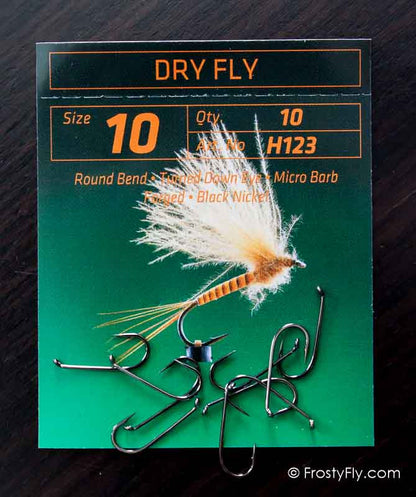 DRY FLY
Size 10
Qty. 10
Art. No H123
Round Bend • Turned Down Eye • Micro Barb
Forged • Black Nickel
© FrostyFly.com